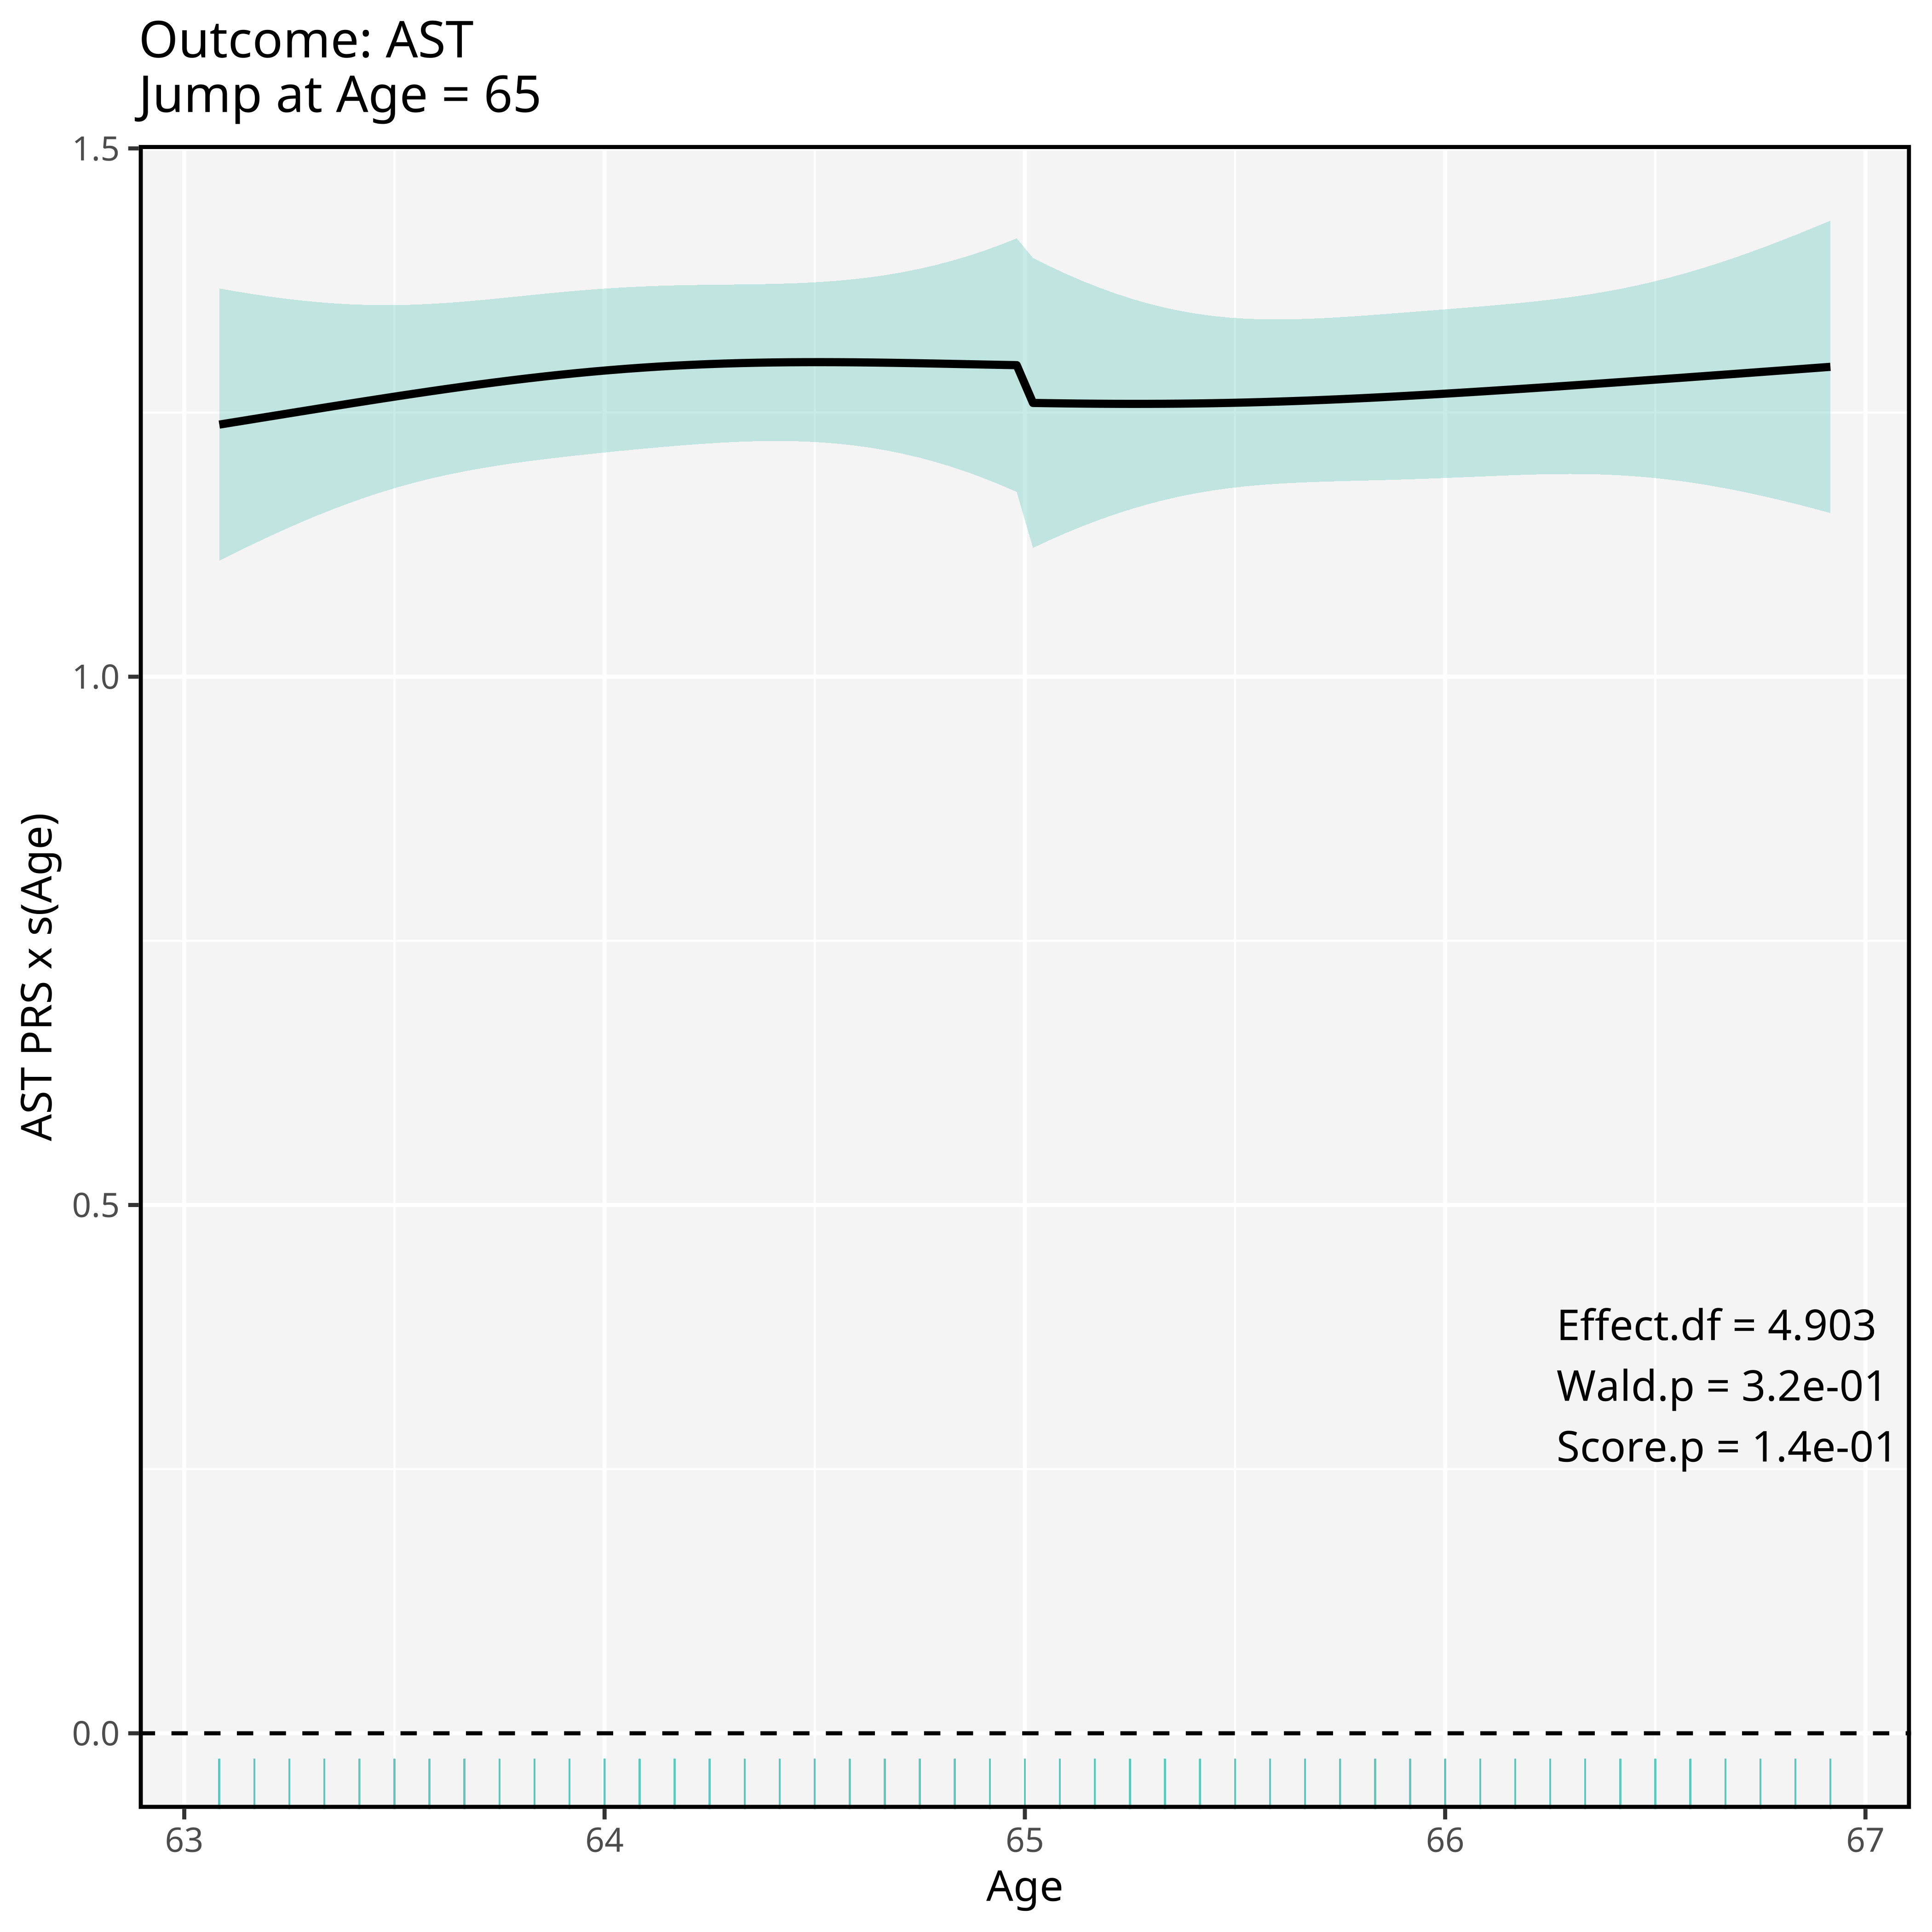 Outcome: AST
Jump at Age = 65
1.5
1.0
0.5
0.0
AST PRS x s(Age)
Effect.df = 4.903
Wald.p = 3.2e-01
Score.p = 1.4e-01
63 64 65 66 67
Age